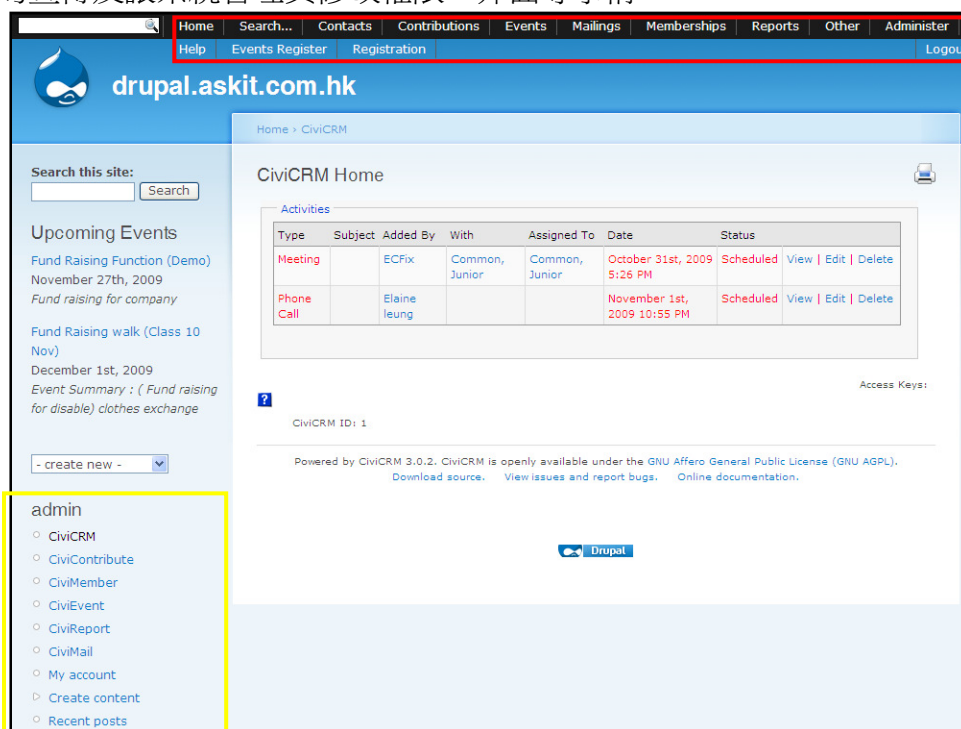 Home Search... Contacts Contributions Events Mailings Memberships Reports Other Administer
Help Events Register Registration Logou
drupal.askit.com.hk
Home › CiviCRM
Search this site:
Search
Upcoming Events
Fund Raising Function (Demo)
November 27th, 2009
Fund raising for company
Fund Raising walk (Class 10
Nov)
December 1st, 2009
Event Summary : ( Fund raising
for disable) clothes exchange
- create new -
admin
CiviCRM
CiviContribute
CiviMember
CiviEvent
CiviReport
CiviMail
My account
Create content
Recent posts
CiviCRM Home
Activities
Type Subject Added By With Assigned To Date Status
Meeting ECFix Common, Common, October 31st, 2009 Scheduled View | Edit | Delete
Junior Junior 5:26 PM
Phone Elaine November 1st, Scheduled View | Edit | Delete
Call leung 2009 10:55 PM
Access Keys:
?
CiviCRM ID: 1
Powered by CiviCRM 3.0.2. CiviCRM is openly available under the GNU Affero General Public License (GNU AGPL).
Download source. View issues and report bugs. Online documentation.
Drupal